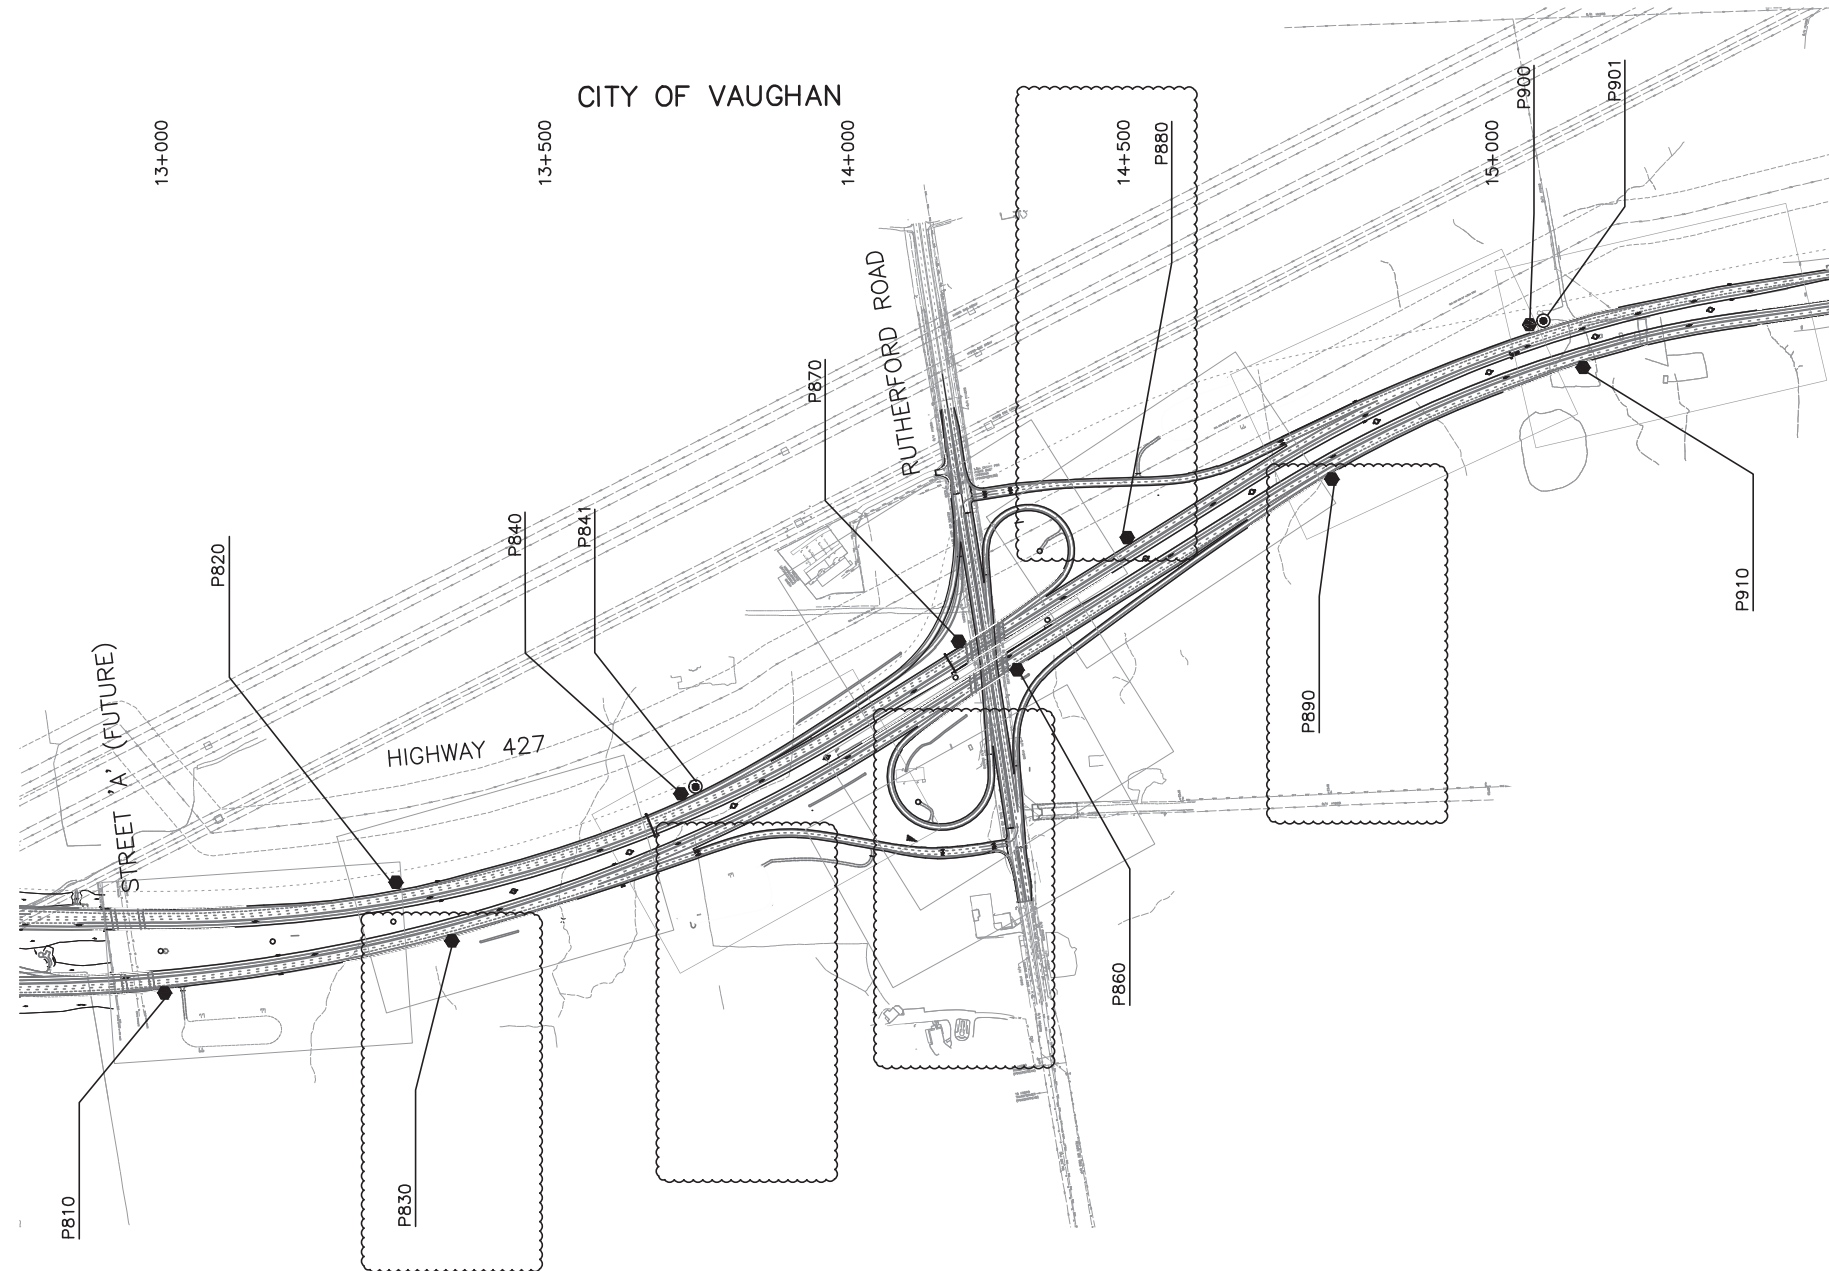 CITY OF VAUGHAN
13+000
13+500
14+000
14+500
15+000
P900
P901
P880
RUTHERFORD ROAD
P870
P820
P840
P841
P910
STREET 'A' (FUTURE)
HIGHWAY 427
P890
P860
P810
P830